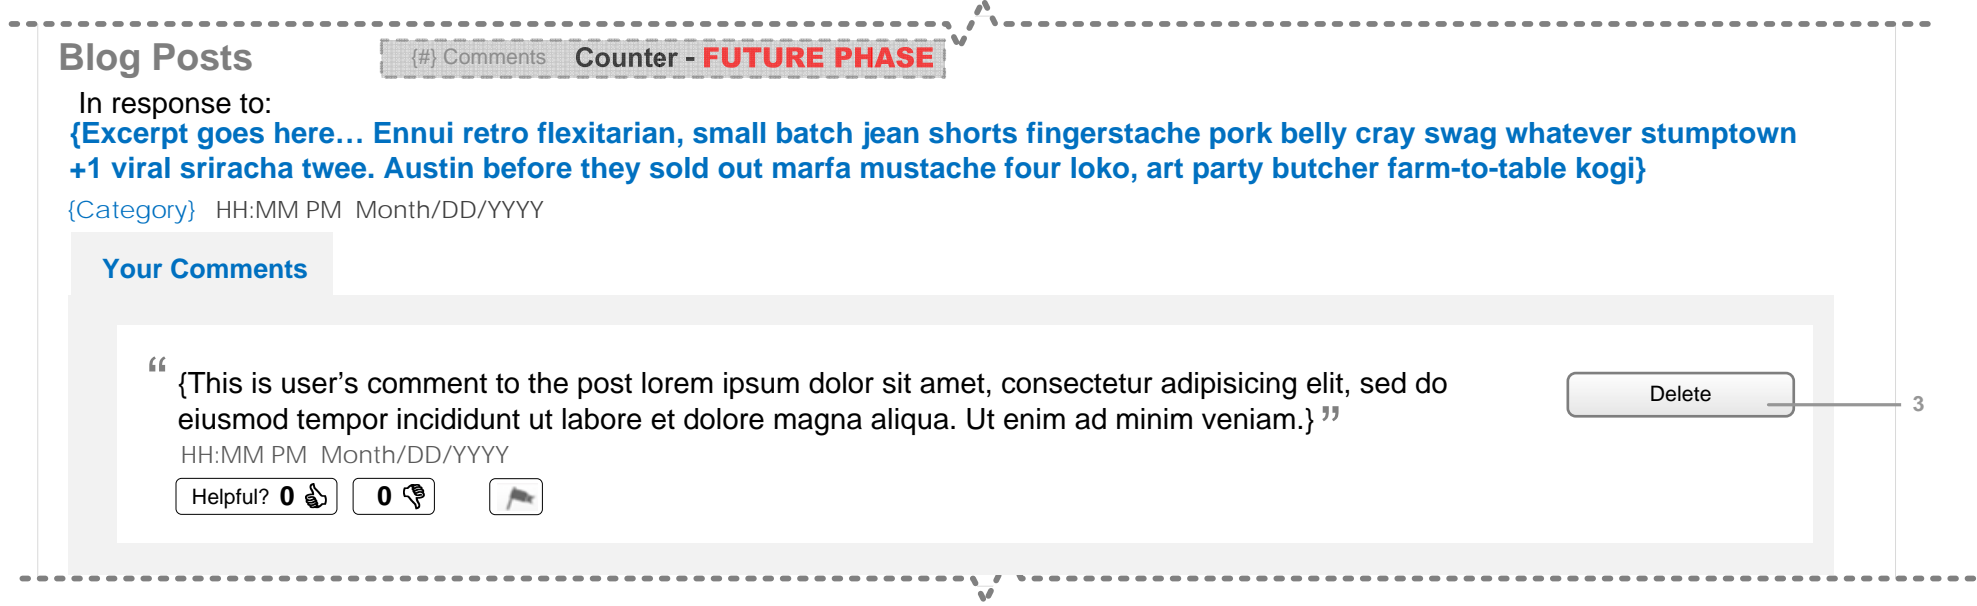 Blog Posts
{#} Comments Counter - FUTURE PHASE
In response to:
{Excerpt goes here… Ennui retro flexitarian, small batch jean shorts fingerstache pork belly cray swag whatever stumptown
+1 viral sriracha twee. Austin before they sold out marfa mustache four loko, art party butcher farm-to-table kogi}
{Category} HH:MM PM Month/DD/YYYY
Your Comments
“ {This is user’s comment to the post lorem ipsum dolor sit amet, consectetur adipisicing elit, sed do
eiusmod tempor incididunt ut labore et dolore magna aliqua. Ut enim ad minim veniam.} ”
Delete
3
HH:MM PM Month/DD/YYYY
Helpful? 0 0